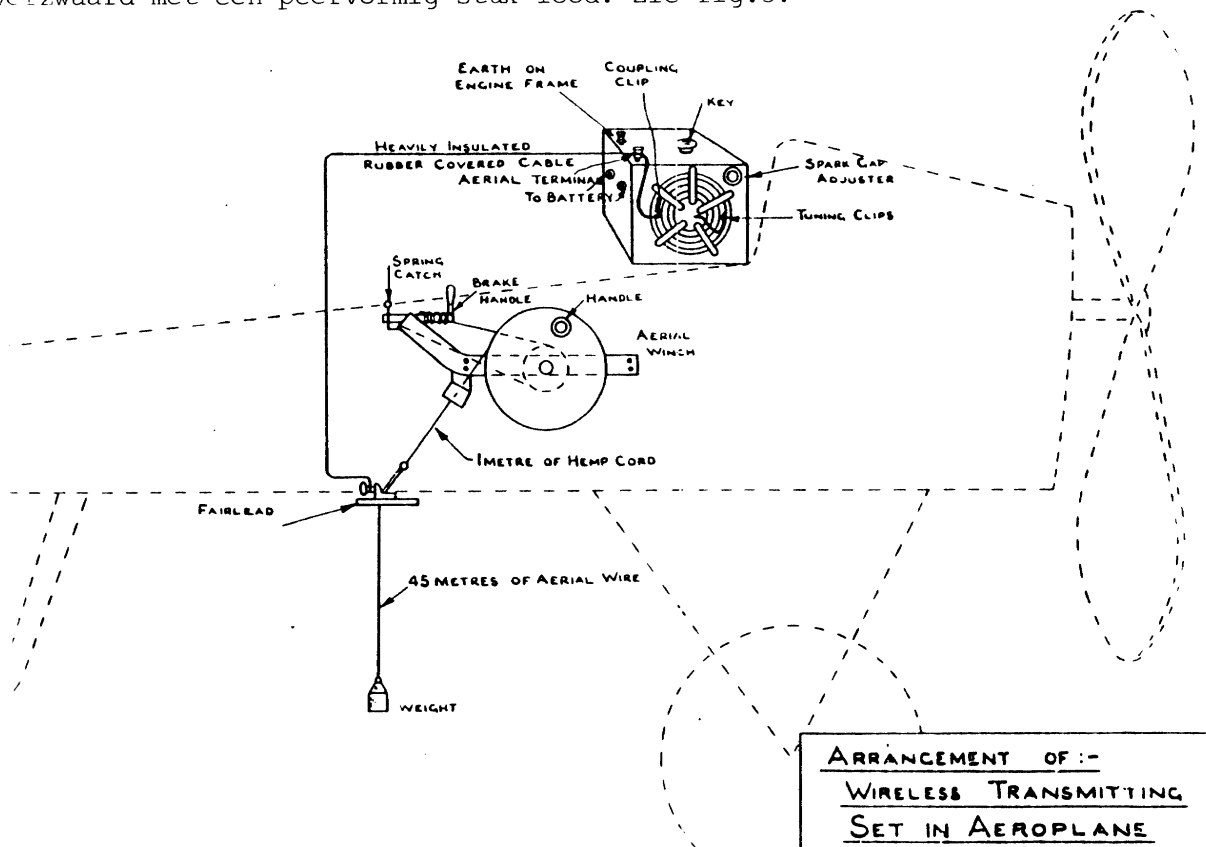 verzwaard met een peervormig stuk lood. Zie fig.
EARTH ON
ENGINE FRAME
COUPLING
CLIP
KEY
HEAVILY INSULATED
RUBBER COVERED CABLE
AERIAL TERMINAL
TO BATTERY
SPARK GAP
ADJUSTER
TUNING CLIPS
SPRING
CATCH
BRAKE
HANDLE
HANDLE
AERIAL
WINCH
1 METRE OF HEMP CORD
FAIRLEAD
45 METRES OF AERIAL WIRE
WEIGHT
ARRANGEMENT OF :-
WIRELESS TRANSMITTING
SET IN AEROPLANE